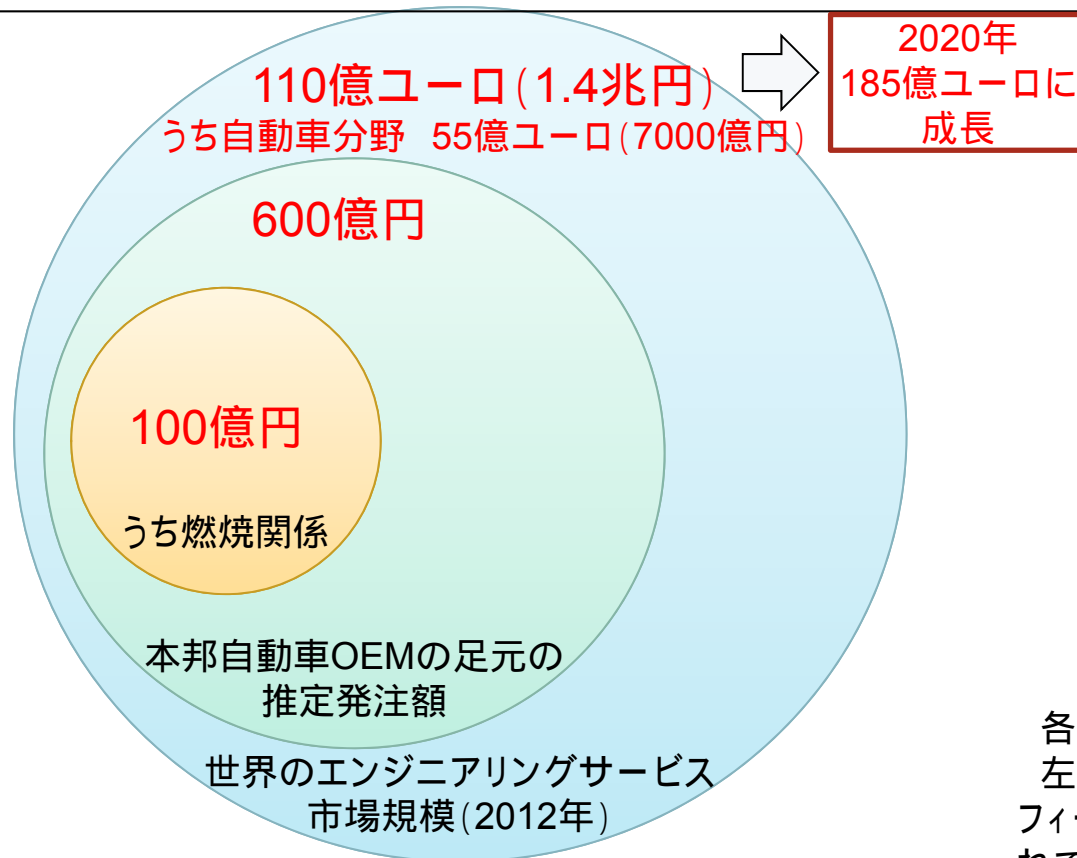 110億ユーロ(1.4兆円)
うち自動車分野 55億ユーロ(7000億円)
2020年
185億ユーロに
成長
600億円
100億円
うち燃焼関係
本邦自動車OEMの足元の
推定発注額
世界のエンジニアリングサービス
市場規模(2012年)
各
左
フィー